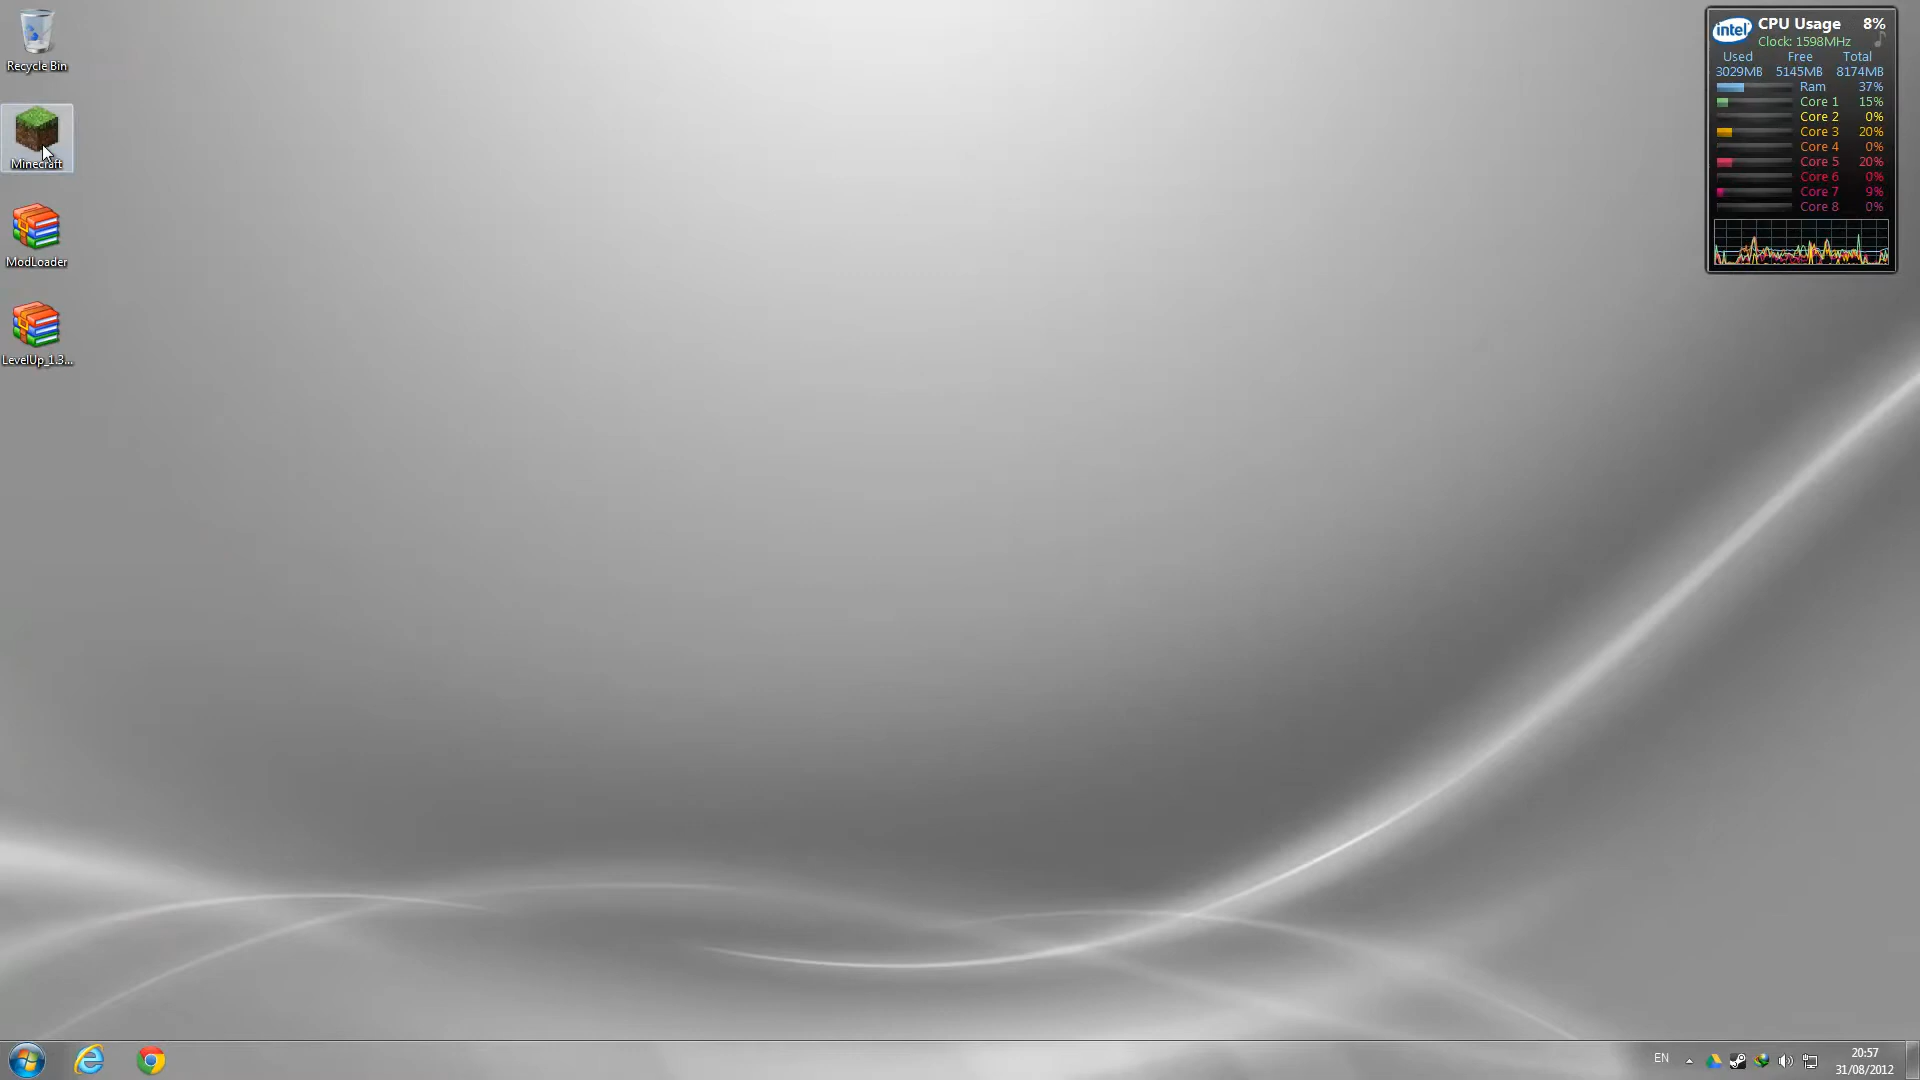 Recycle Bin
Minecraft
ModLoader
LevelUp_1.3...
intel
CPU Usage 8%
Clock: 1598MHz
Used Free Total
3029MB 5145MB 8174MB
Ram 37%
Core 1 15%
Core 2 0%
Core 3 20%
Core 4 0%
Core 5 20%
Core 6 0%
Core 7 9%
Core 8 0%
EN
20:57
31/08/2012